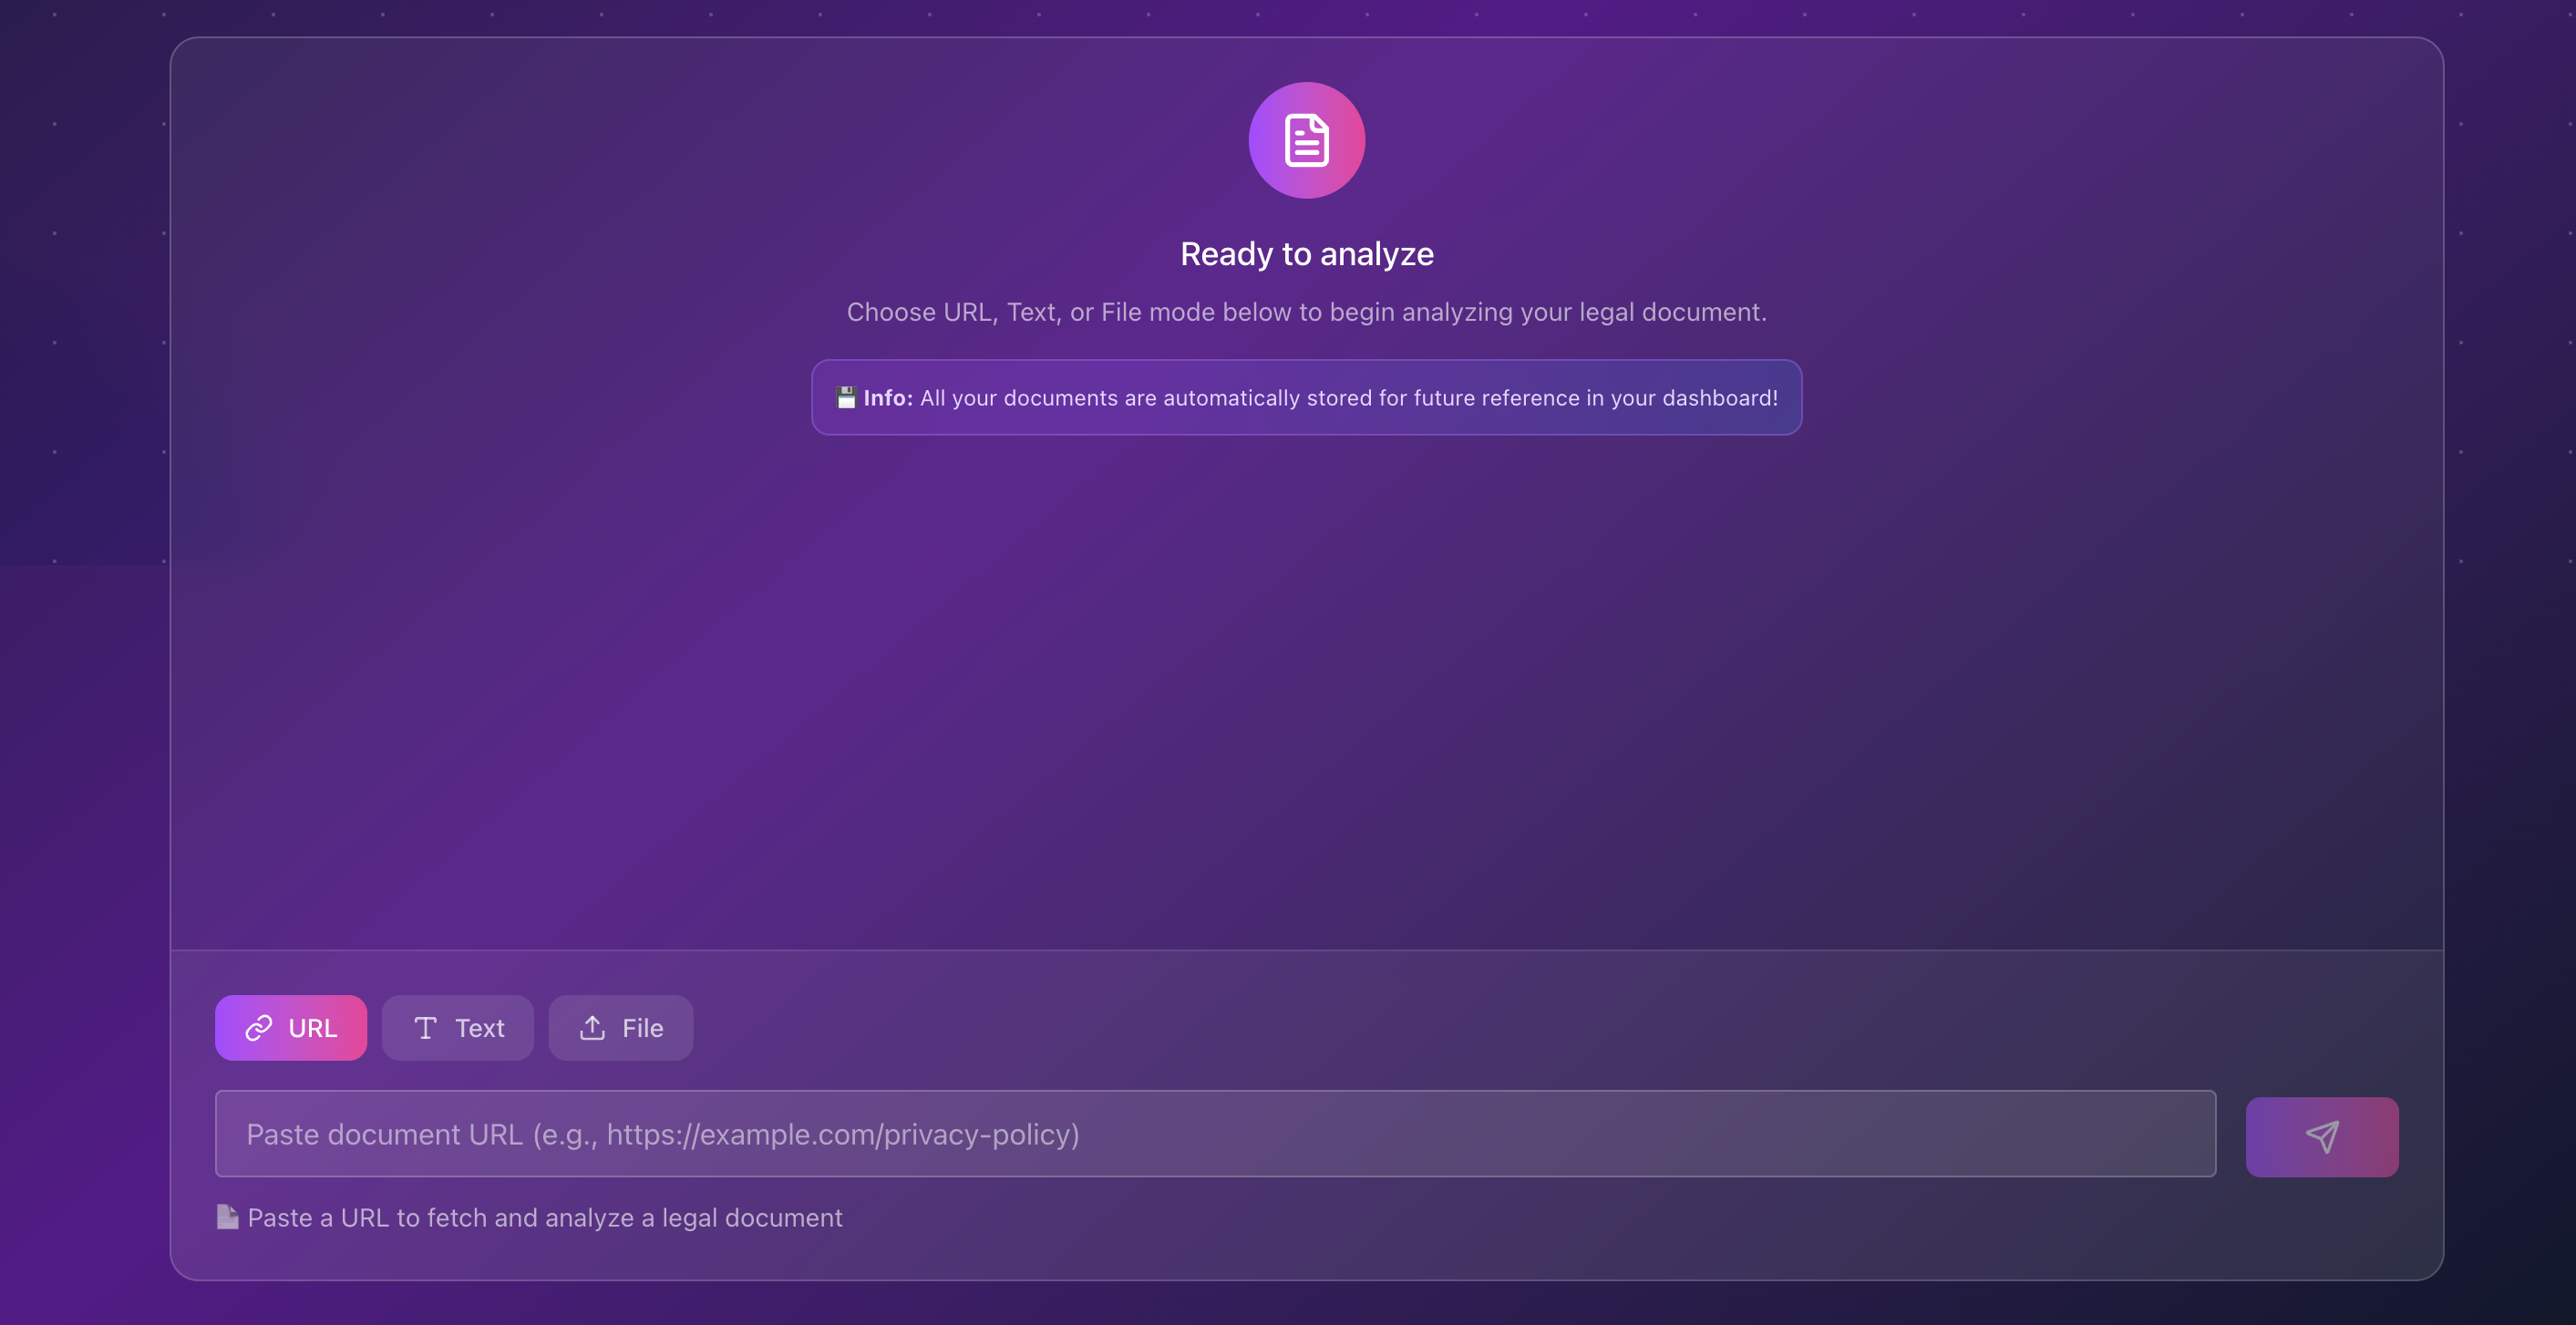 Ready to analyze
Choose URL, Text, or File mode below to begin analyzing your legal document.
💾 Info: All your documents are automatically stored for future reference in your dashboard!
URL
Text
File
Paste document URL (e.g., https://example.com/privacy-policy)
Paste a URL to fetch and analyze a legal document